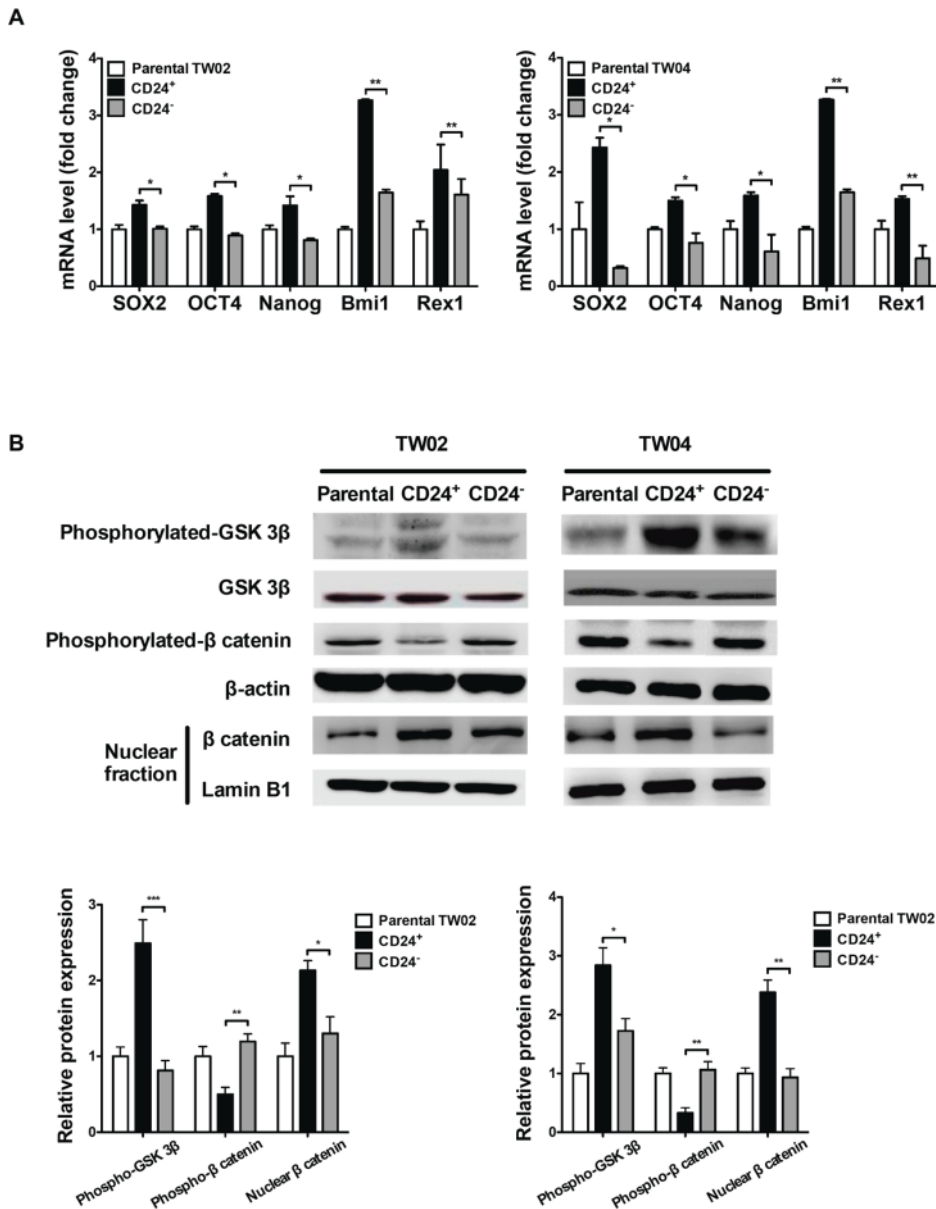 A
mRNA level (fold change)
4
3
2
1
0
Parental TW02
CD24+
CD24-
*
*
*
**
**
SOX2 OCT4 Nanog Bmi1 Rex1
mRNA level (fold change)
4
3
2
1
0
Parental TW04
CD24+
CD24-
*
*
*
**
**
SOX2 OCT4 Nanog Bmi1 Rex1
B
TW02 TW04
Parental CD24+ CD24- Parental CD24+ CD24-
Phosphorylated-GSK 3β
GSK 3β
Phosphorylated-β catenin
β-actin
Nuclear
fraction
β catenin
Lamin B1
Relative protein expression
3
2
1
0
***
**
*
Parental TW02
CD24+
CD24-
Phospho-GSK 3β
Phospho-β catenin
Nuclear β catenin
Relative protein expression
4
3
2
1
0
*
**
**
Parental TW02
CD24+
CD24-
Phospho-GSK 3β
Phospho-β catenin
Nuclear β catenin